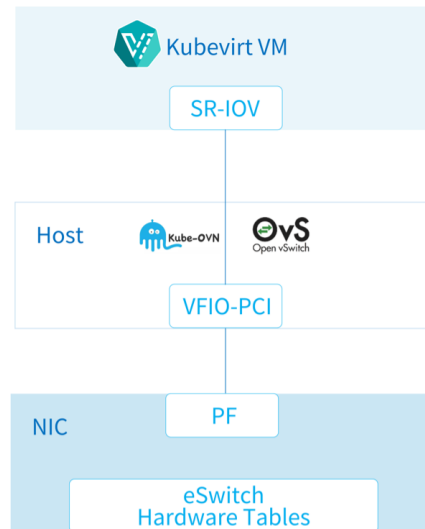 Kubevirt VM
SR-IOV
Host
Kube-OVN
OvS
Open vSwitch
VFIO-PCI
PF
NIC
eSwitch
Hardware Tables